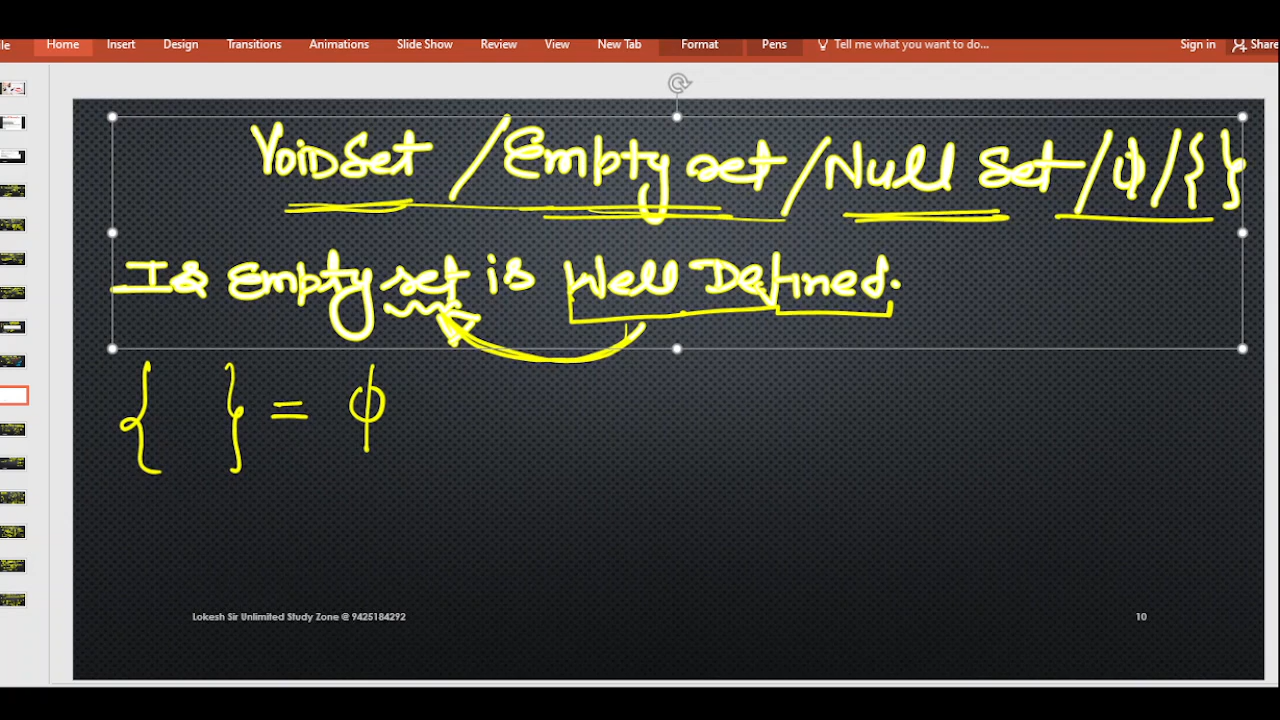 File Home Insert Design Transitions Animations Slide Show Review View New Tab Format Pens Tell me what you want to do... Sign in Share
VoidSet / Empty set / Null Set / ϕ / { }
Is Empty set is Well Defined.
{ } = ϕ
Lokesh Sir Unlimited Study Zone @ 9425184292 10